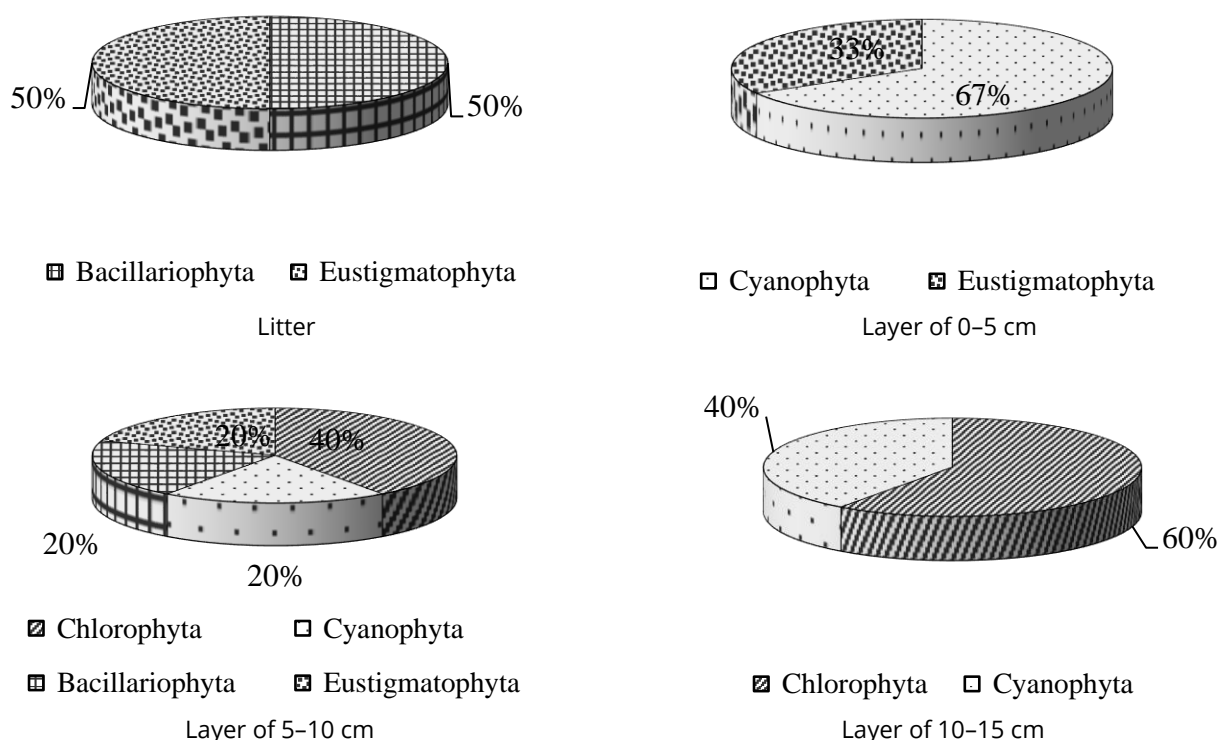 50%
50%
Bacillariophyta Eustigmatophyta
Litter
33%
67%
Cyanophyta Eustigmatophyta
Layer of 0–5 cm
20%
40%
20%
20%
Chlorophyta Cyanophyta
Bacillariophyta Eustigmatophyta
Layer of 5–10 cm
40%
60%
Chlorophyta Cyanophyta
Layer of 10–15 cm